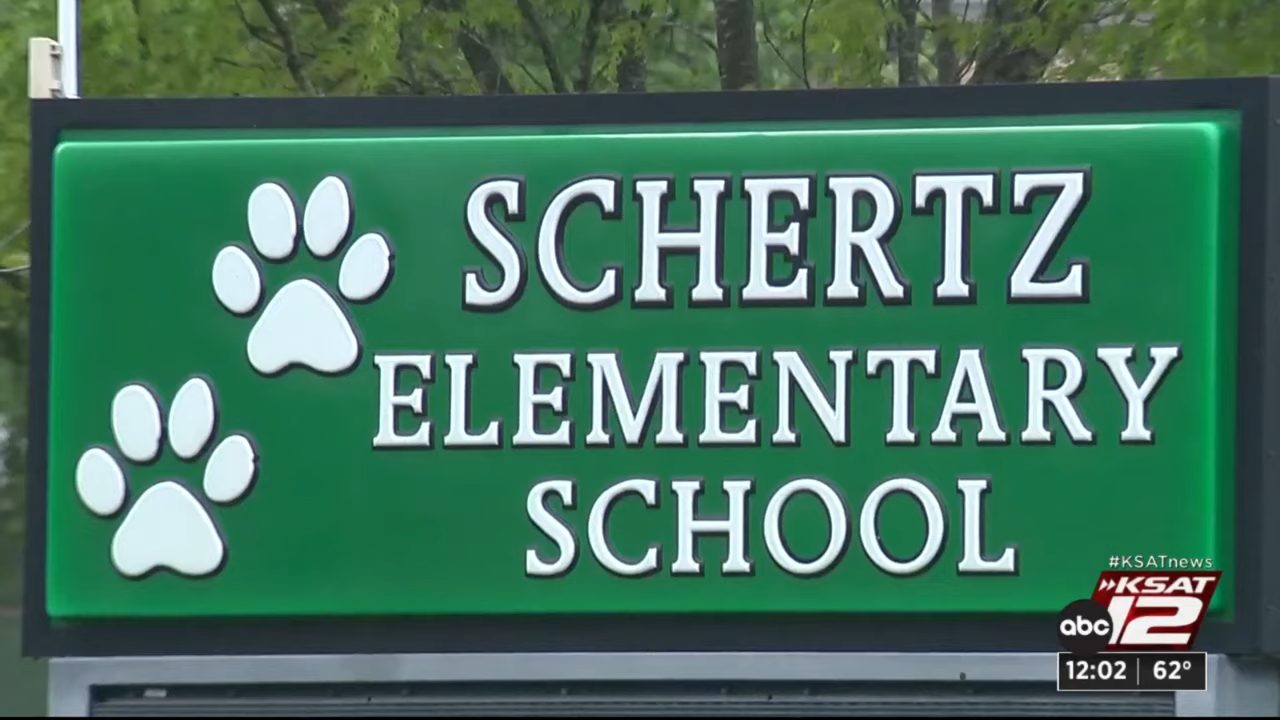 SCHERTZ
ELEMENTARY
SCHOOL
#KSATnews
KSAT
abc 12
12:02 | 62°